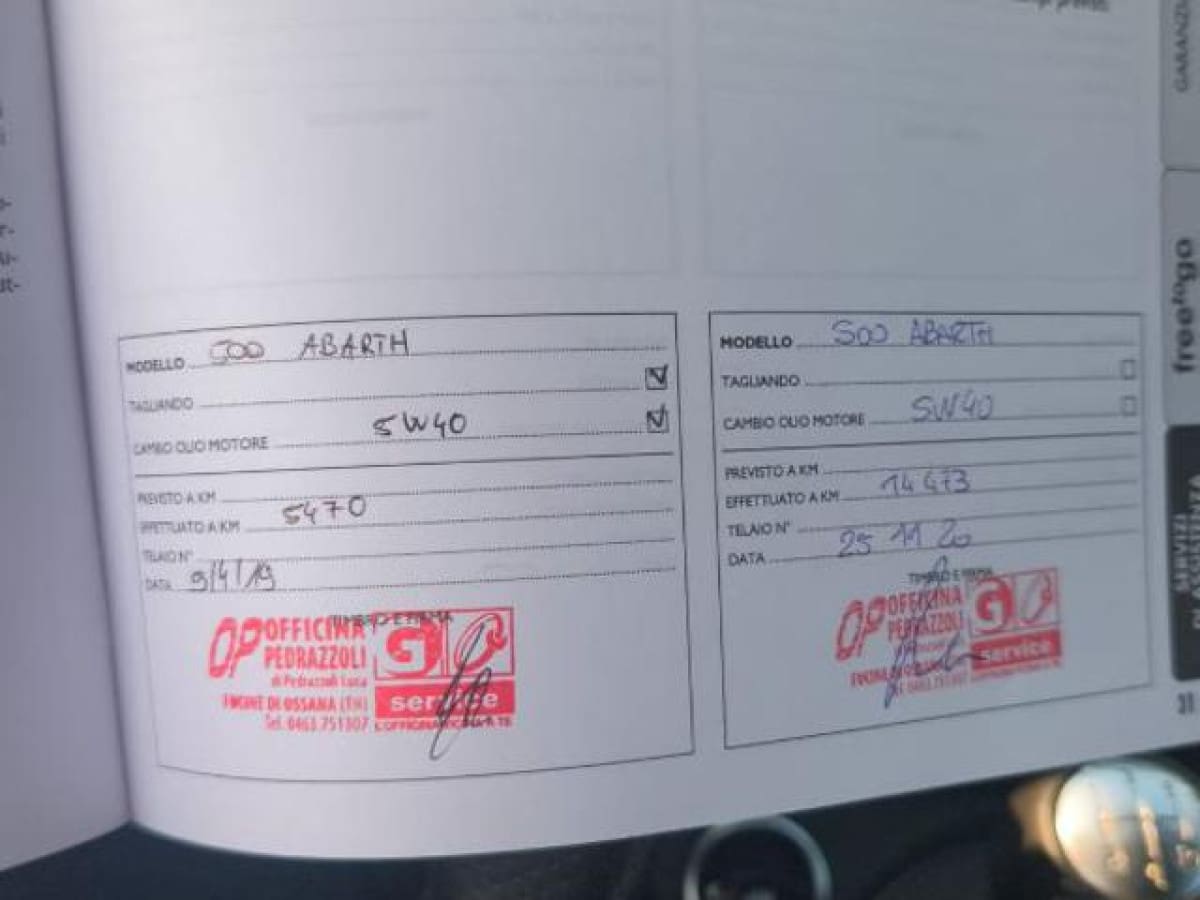 MODELLO 500 ABARTH
TAGLIANDO
CAMBIO OLIO MOTORE 5W40
PREVISTO A KM
EFFETTUATO A KM 5470
TELAIO N°
DATA 9/4/19
TIMBRO E FIRMA
OP OFFICINA
PEDRAZZOLI
di Pedrazzoli Luca
FUCINE DI OSSANA (TN)
Tel. 0463 751307
G
service
MODELLO 500 ABARTH
TAGLIANDO
CAMBIO OLIO MOTORE 5W40
PREVISTO A KM
EFFETTUATO A KM 14473
TELAIO N°
DATA 25 11 20
TIMBRO E FIRMA
OP OFFICINA
PEDRAZZOLI
G
service
0463 751307
freetogo
31